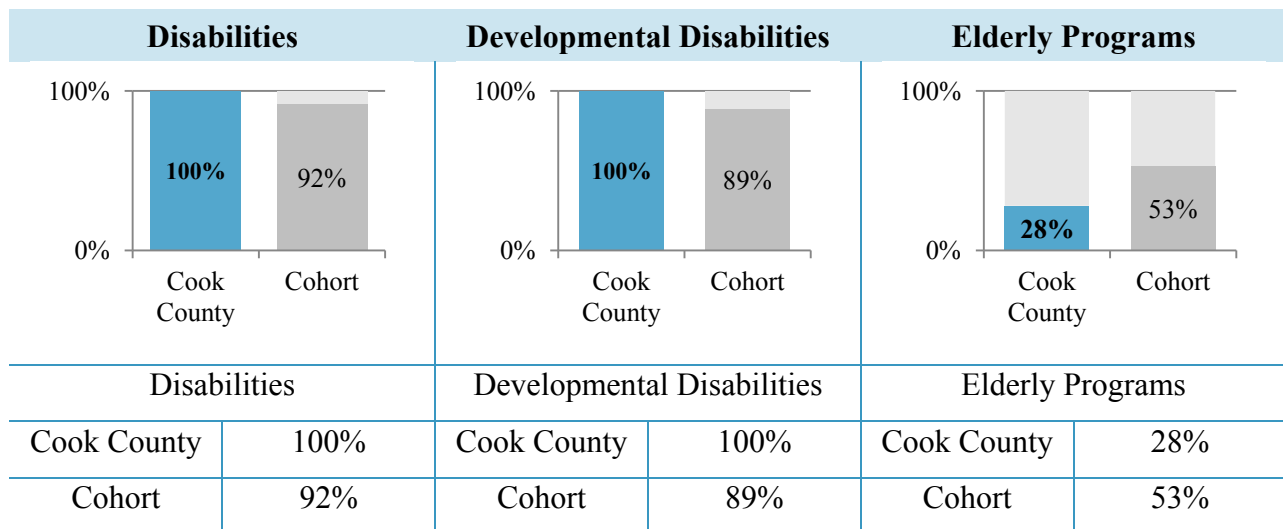 Disabilities
Developmental Disabilities
Elderly Programs
100%
0%
100%
92%
Cook
County
Cohort
100%
0%
100%
89%
Cook
County
Cohort
100%
0%
28%
53%
Cook
County
Cohort
Disabilities
Developmental Disabilities
Elderly Programs
Cook County 100% Cook County 100% Cook County 28%
Cohort 92% Cohort 89% Cohort 53%